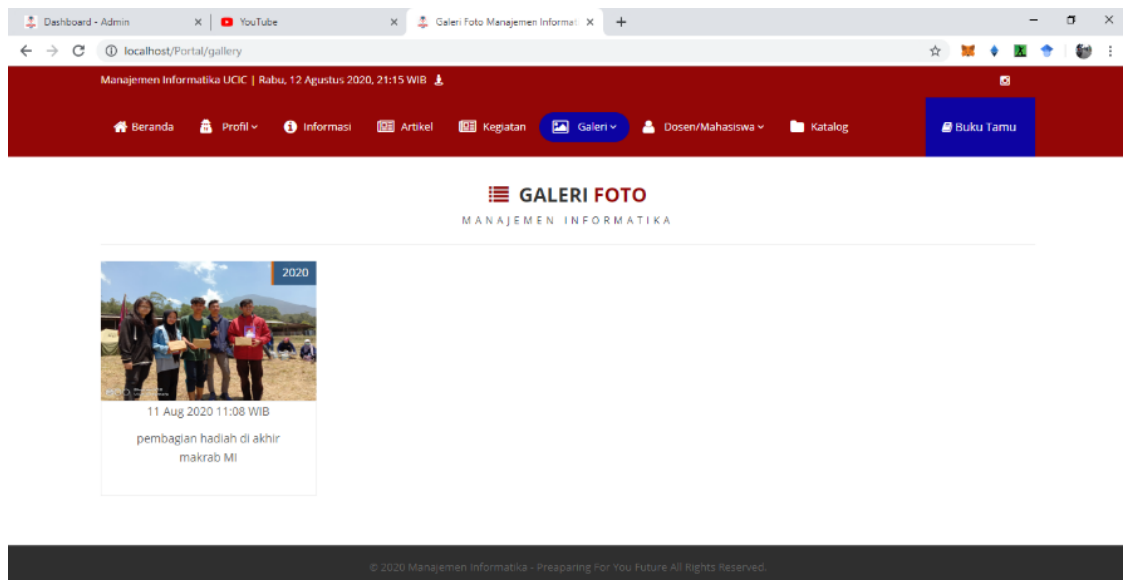 Dashboard - Admin
YouTube
Galeri Foto Manajemen Informati
localhost/Portal/gallery
Manajemen Informatika UCIC | Rabu, 12 Agustus 2020, 21:15 WIB
Beranda
Profil
Informasi
Artikel
Kegiatan
Galeri
Dosen/Mahasiswa
Katalog
Buku Tamu
GALERI FOTO
MANAJEMEN INFORMATIKA
2020
11 Aug 2020 11:08 WIB
pembagian hadiah di akhir
makrab MI
© 2020 Manajemen Informatika - Preaparing For You Future All Rights Reserved.